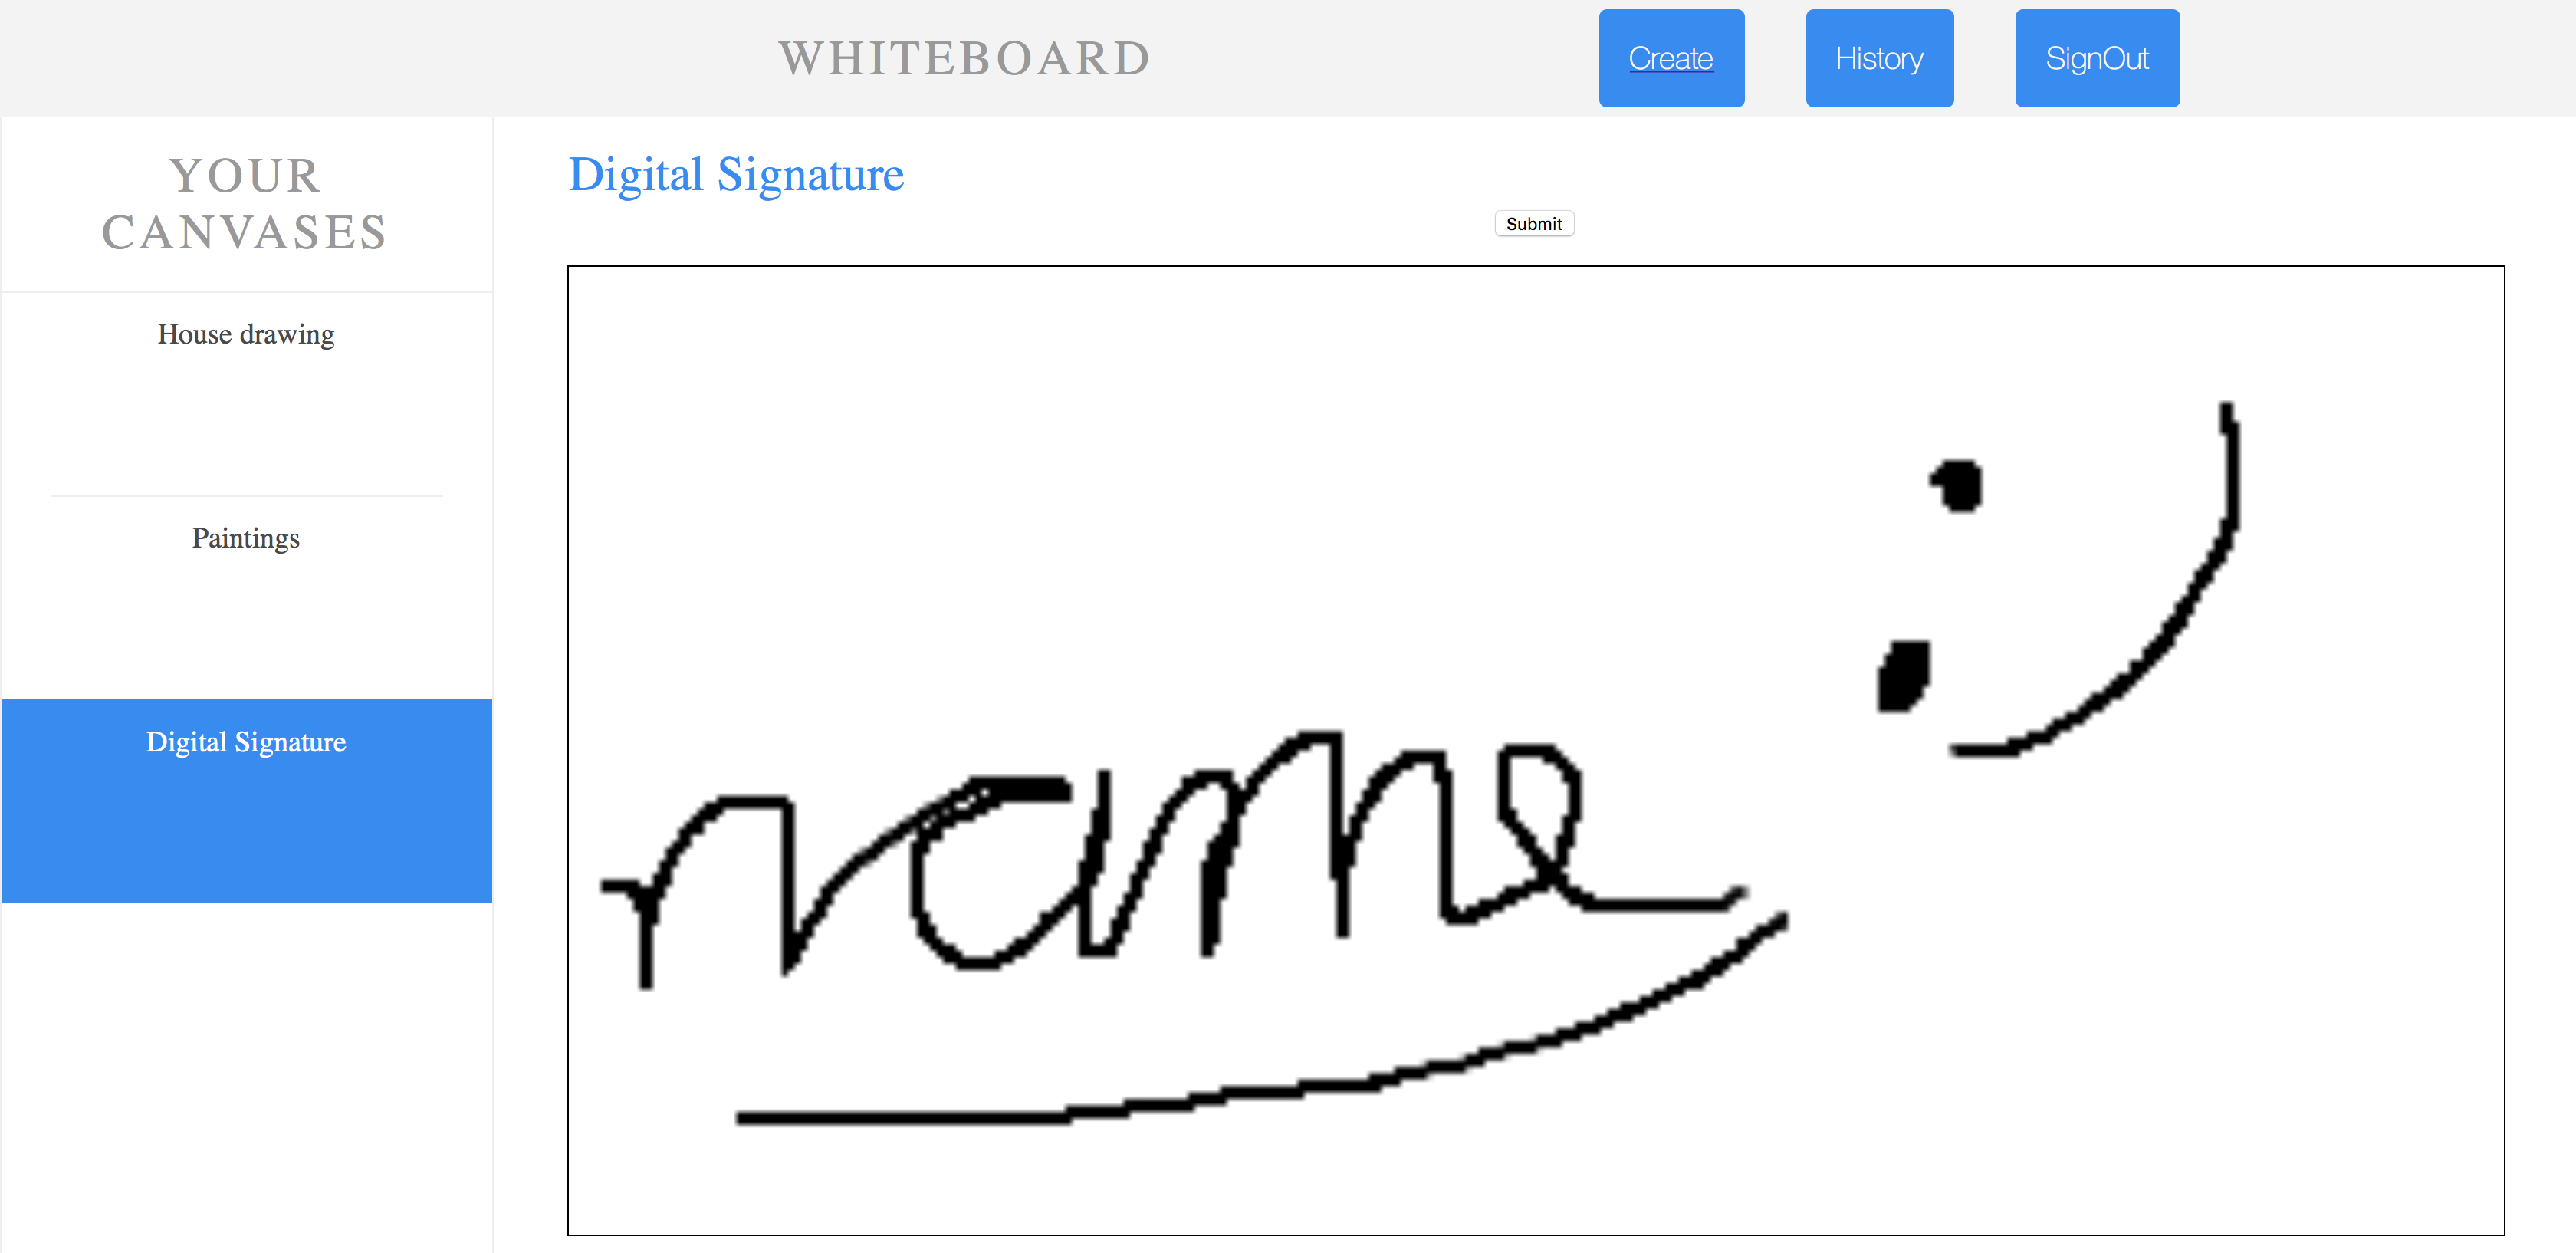 WHITEBOARD
Create
History
SignOut
YOUR
CANVASES
House drawing
Paintings
Digital Signature
Digital Signature
Submit
name :)